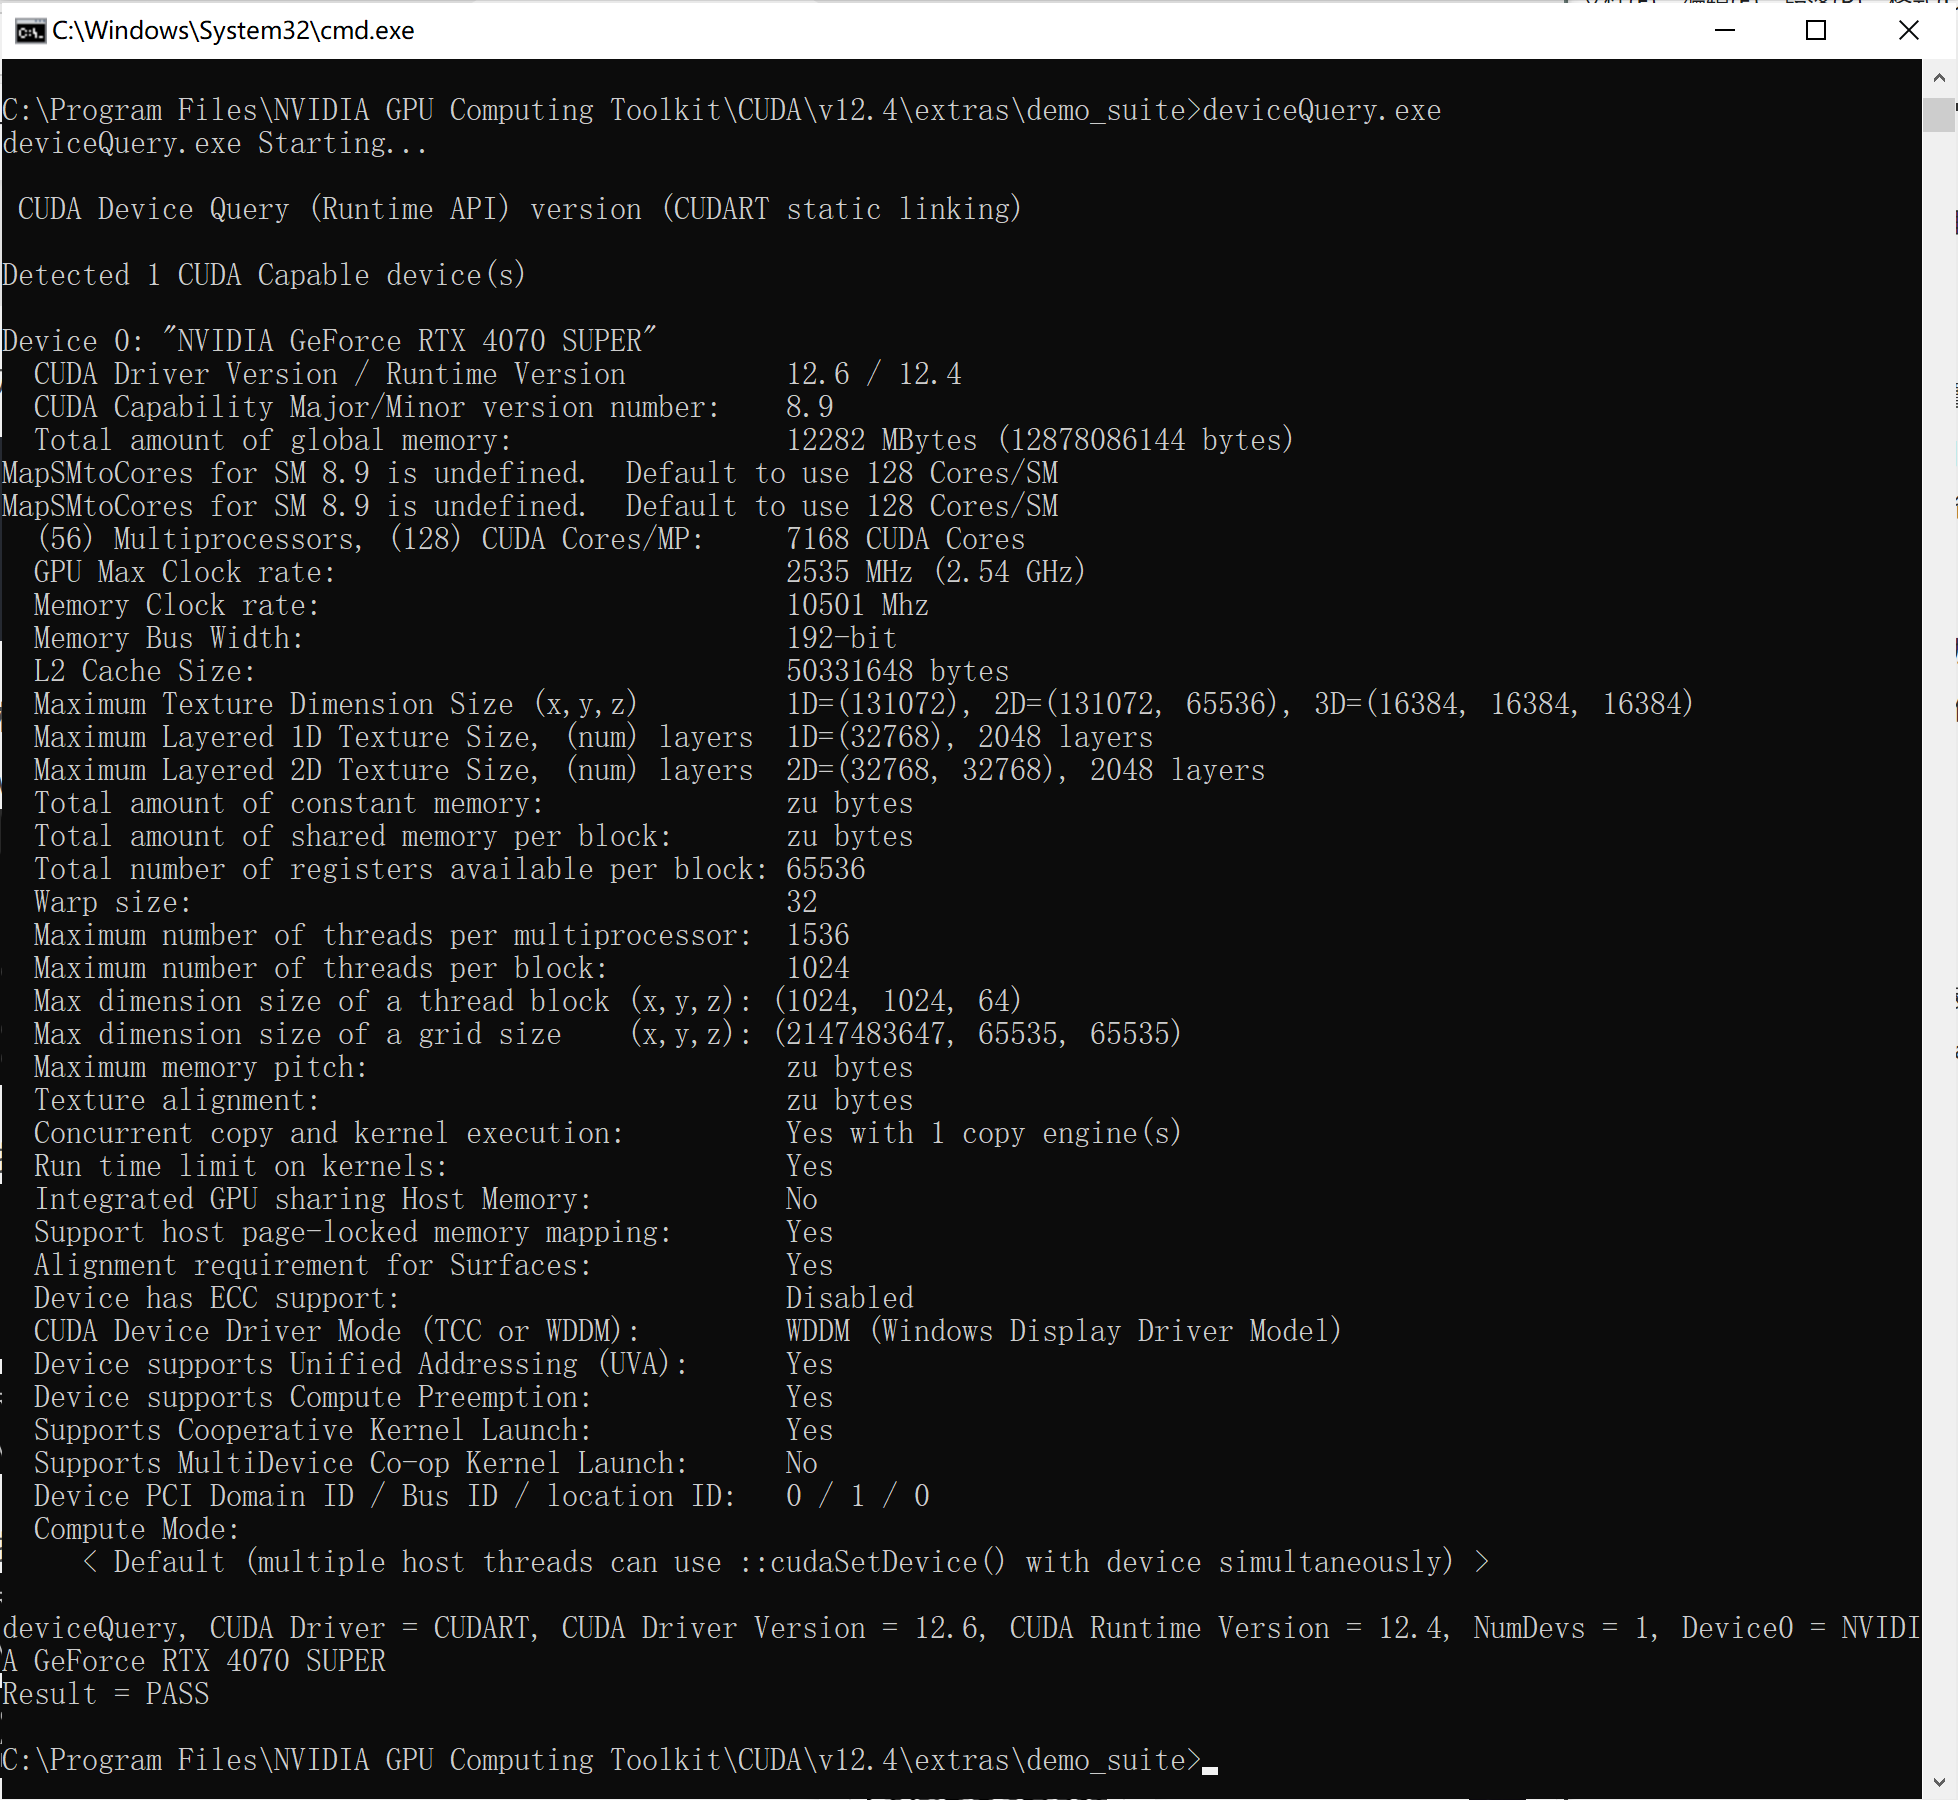 C:\Windows\System32\cmd.exe
C:\Program Files\NVIDIA GPU Computing Toolkit\CUDA\v12.4\extras\demo_suite>deviceQuery.exe
deviceQuery.exe Starting...
CUDA Device Query (Runtime API) version (CUDART static linking)
Detected 1 CUDA Capable device(s)
Device 0: "NVIDIA GeForce RTX 4070 SUPER"
CUDA Driver Version / Runtime Version 12.6 / 12.4
CUDA Capability Major/Minor version number: 8.9
Total amount of global memory: 12282 MBytes (12878086144 bytes)
MapSMtoCores for SM 8.9 is undefined. Default to use 128 Cores/SM
MapSMtoCores for SM 8.9 is undefined. Default to use 128 Cores/SM
(56) Multiprocessors, (128) CUDA Cores/MP: 7168 CUDA Cores
GPU Max Clock rate: 2535 MHz (2.54 GHz)
Memory Clock rate: 10501 Mhz
Memory Bus Width: 192-bit
L2 Cache Size: 50331648 bytes
Maximum Texture Dimension Size (x,y,z) 1D=(131072), 2D=(131072, 65536), 3D=(16384, 16384, 16384)
Maximum Layered 1D Texture Size, (num) layers 1D=(32768), 2048 layers
Maximum Layered 2D Texture Size, (num) layers 2D=(32768, 32768), 2048 layers
Total amount of constant memory: zu bytes
Total amount of shared memory per block: zu bytes
Total number of registers available per block: 65536
Warp size: 32
Maximum number of threads per multiprocessor: 1536
Maximum number of threads per block: 1024
Max dimension size of a thread block (x,y,z): (1024, 1024, 64)
Max dimension size of a grid size (x,y,z): (2147483647, 65535, 65535)
Maximum memory pitch: zu bytes
Texture alignment: zu bytes
Concurrent copy and kernel execution: Yes with 1 copy engine(s)
Run time limit on kernels: Yes
Integrated GPU sharing Host Memory: No
Support host page-locked memory mapping: Yes
Alignment requirement for Surfaces: Yes
Device has ECC support: Disabled
CUDA Device Driver Mode (TCC or WDDM): WDDM (Windows Display Driver Model)
Device supports Unified Addressing (UVA): Yes
Device supports Compute Preemption: Yes
Supports Cooperative Kernel Launch: Yes
Supports MultiDevice Co-op Kernel Launch: No
Device PCI Domain ID / Bus ID / location ID: 0 / 1 / 0
Compute Mode:
< Default (multiple host threads can use ::cudaSetDevice() with device simultaneously) >
deviceQuery, CUDA Driver = CUDART, CUDA Driver Version = 12.6, CUDA Runtime Version = 12.4, NumDevs = 1, Device0 = NVIDI
A GeForce RTX 4070 SUPER
Result = PASS
C:\Program Files\NVIDIA GPU Computing Toolkit\CUDA\v12.4\extras\demo_suite>